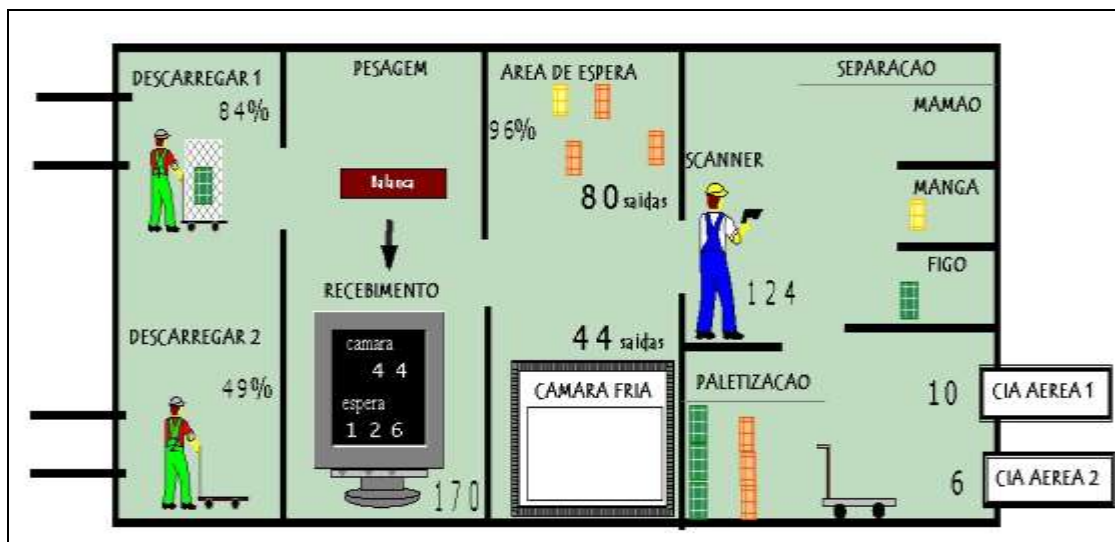 DESCARREGAR 1
84%
PESAGEM
Balanca
AREA DE ESPERA
96%
80 saidas
SEPARACAO
MAMAO
SCANNER
MANGA
FIGO
124
RECEBIMENTO
camara
44
espera
126
170
DESCARREGAR 2
49%
44 saidas
CAMARA FRIA
PALETIZACAO
10
CIA AEREA 1
6
CIA AEREA 2